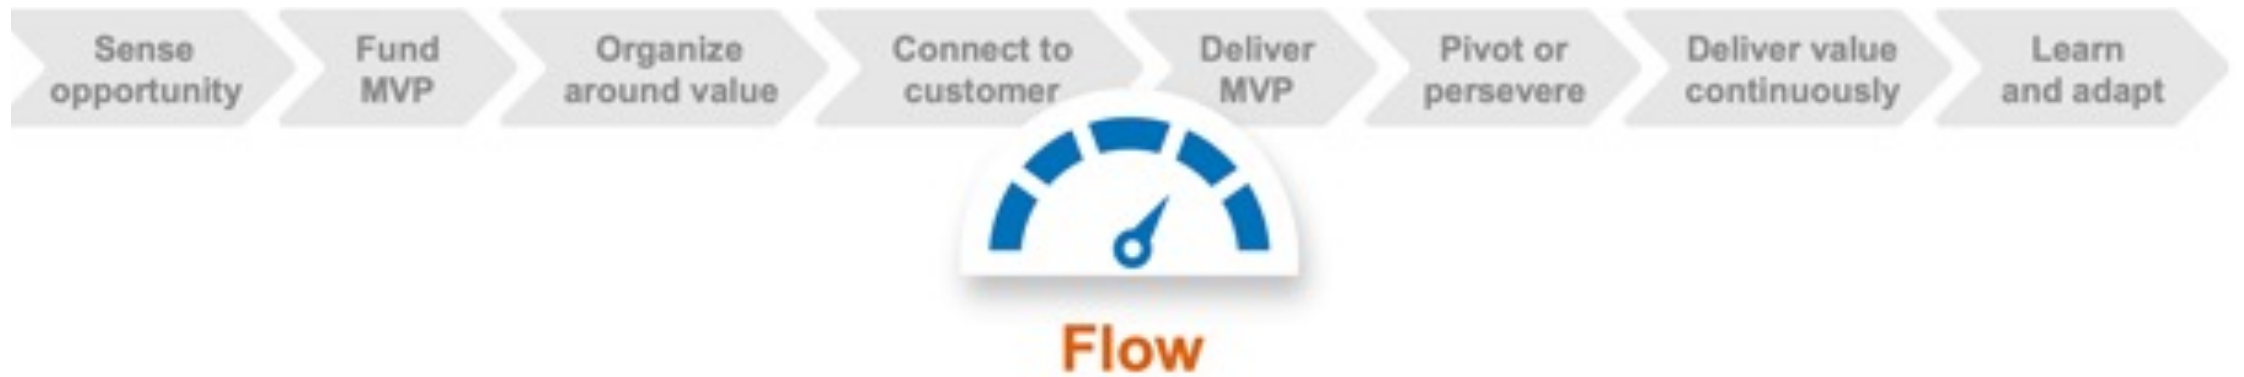 Sense
opportunity
Fund
MVP
Organize
around value
Connect to
customer
Deliver
MVP
Pivot or
persevere
Deliver value
continuously
Learn
and adapt
Flow